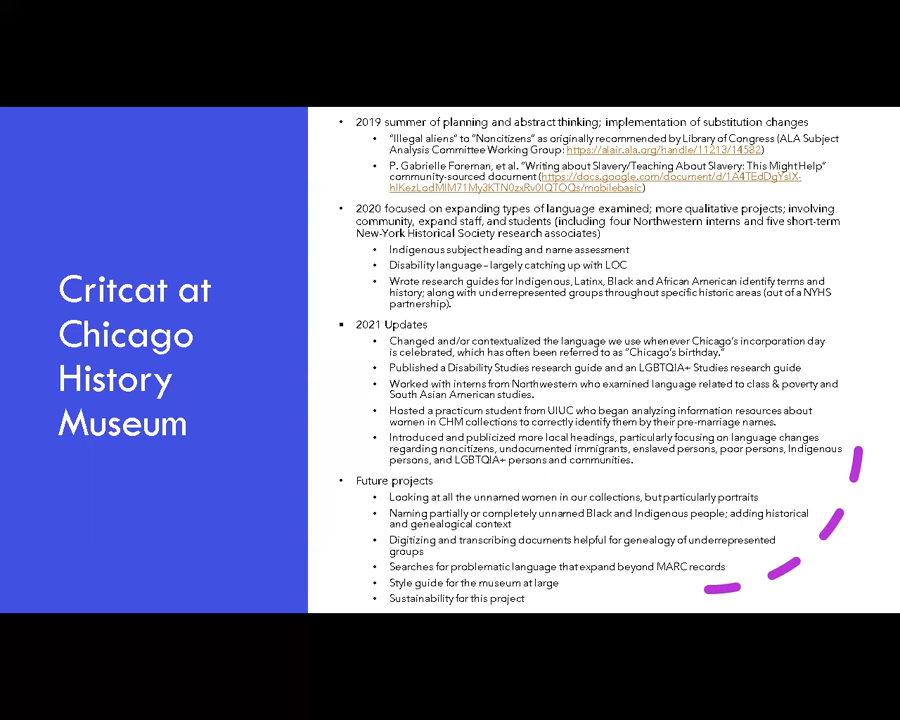 Critcat at
Chicago
History
Museum
• 2019 summer of planning and abstract thinking; implementation of substitution changes
• "Illegal aliens" to "Noncitizens" as originally recommended by Library of Congress (ALA Subject
Analysis Committee Working Group: https://alair.ala.org/handle/11213/14582)
• P. Gabrielle Foreman, et al. "Writing about Slavery/Teaching About Slavery: This Might Help"
community-sourced document (https://docs.google.com/document/d/1A4TEdDgYslX-
hlKezLodMIM71My3KTN0zxRv0IQTOQs/mobilebasic)
• 2020 focused on expanding types of language examined; more qualitative projects; involving
community, expand staff, and students (including four Northwestern interns and five short-term
New-York Historical Society research associates)
• Indigenous subject heading and name assessment
• Disability language – largely catching up with LOC
• Wrote research guides for Indigenous, Latinx, Black and African American identify terms and
history; along with underrepresented groups throughout specific historic areas (out of a NYHS
partnership).
▪ 2021 Updates
• Changed and/or contextualized the language we use whenever Chicago's incorporation day
is celebrated, which has often been referred to as "Chicago's birthday."
• Published a Disability Studies research guide and an LGBTQIA+ Studies research guide
• Worked with interns from Northwestern who examined language related to class & poverty and
South Asian American studies.
• Hosted a practicum student from UIUC who began analyzing information resources about
women in CHM collections to correctly identify them by their pre-marriage names.
• Introduced and publicized more local headings, particularly focusing on language changes
regarding noncitizens, undocumented immigrants, enslaved persons, poor persons, Indigenous
persons, and LGBTQIA+ persons and communities.
• Future projects
• Looking at all the unnamed women in our collections, but particularly portraits
• Naming partially or completely unnamed Black and Indigenous people; adding historical
and genealogical context
• Digitizing and transcribing documents helpful for genealogy of underrepresented
groups
• Searches for problematic language that expand beyond MARC records
• Style guide for the museum at large
• Sustainability for this project